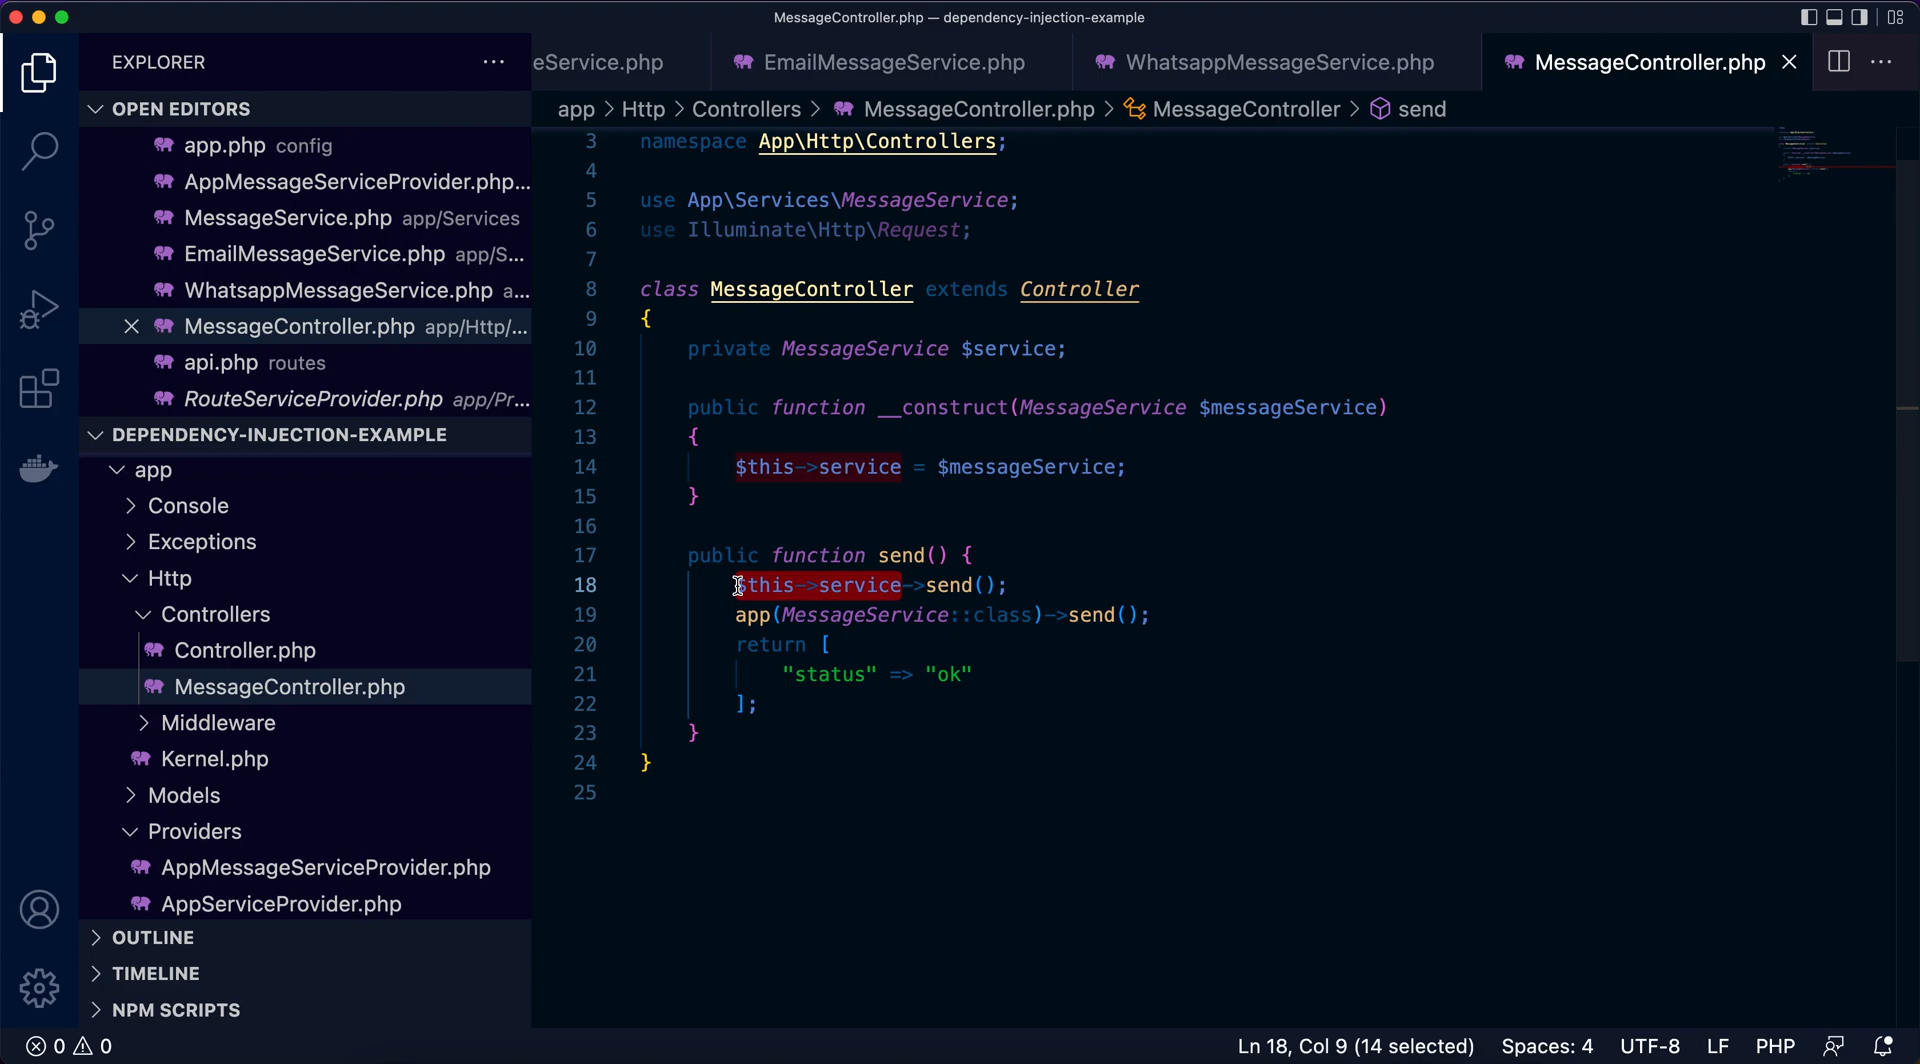 MessageController.php — dependency-injection-example
EXPLORER
OPEN EDITORS
app.php config
AppMessageServiceProvider.php...
MessageService.php app/Services
EmailMessageService.php app/S...
WhatsappMessageService.php a...
MessageController.php app/Http/...
api.php routes
RouteServiceProvider.php app/Pr...
DEPENDENCY-INJECTION-EXAMPLE
app
Console
Exceptions
Http
Controllers
Controller.php
MessageController.php
Middleware
Kernel.php
Models
Providers
AppMessageServiceProvider.php
AppServiceProvider.php
OUTLINE
TIMELINE
NPM SCRIPTS
eService.php EmailMessageService.php WhatsappMessageService.php MessageController.php
app > Http > Controllers > MessageController.php > MessageController > send
3 namespace App\Http\Controllers;
4
5 use App\Services\MessageService;
6 use Illuminate\Http\Request;
7
8 class MessageController extends Controller
9 {
10 private MessageService $service;
11
12 public function __construct(MessageService $messageService)
13 {
14 $this->service = $messageService;
15 }
16
17 public function send() {
18 $this->service->send();
19 app(MessageService::class)->send();
20 return [
21 "status" => "ok"
22 ];
23 }
24 }
25
0 0 Ln 18, Col 9 (14 selected) Spaces: 4 UTF-8 LF PHP